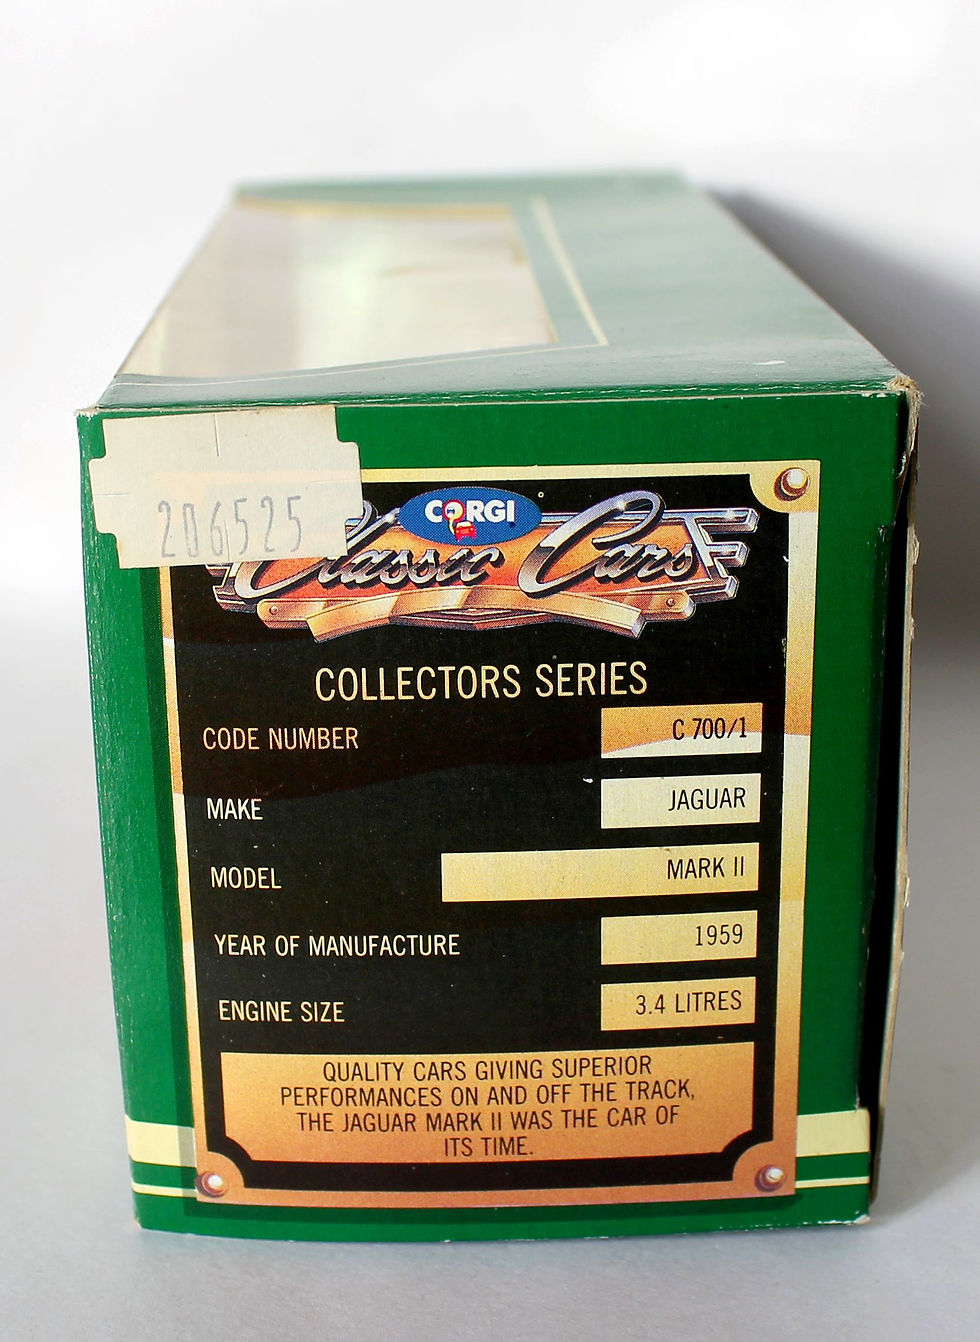 206525
CORGI
Classic Cars
COLLECTORS SERIES
CODE NUMBER C 700/1
MAKE JAGUAR
MODEL MARK II
YEAR OF MANUFACTURE 1959
ENGINE SIZE 3.4 LITRES
QUALITY CARS GIVING SUPERIOR
PERFORMANCES ON AND OFF THE TRACK,
THE JAGUAR MARK II WAS THE CAR OF
ITS TIME.